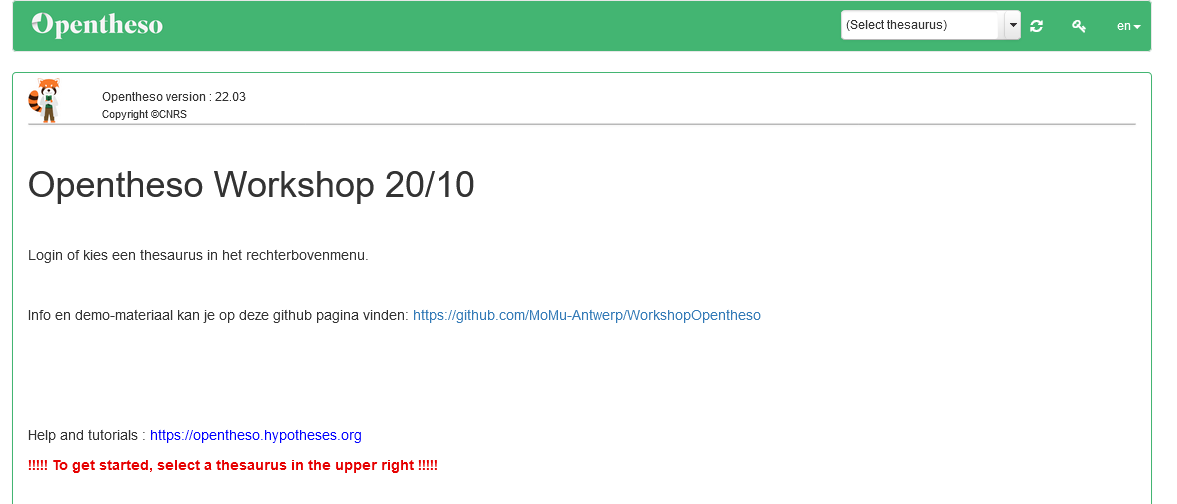 Opentheso
(Select thesaurus)
en
Opentheso version : 22.03
Copyright ©CNRS
Opentheso Workshop 20/10
Login of kies een thesaurus in het rechterbovenmenu.
Info en demo-materiaal kan je op deze github pagina vinden: https://github.com/MoMu-Antwerp/WorkshopOpentheso
Help and tutorials : https://opentheso.hypotheses.org
!!!!! To get started, select a thesaurus in the upper right !!!!!